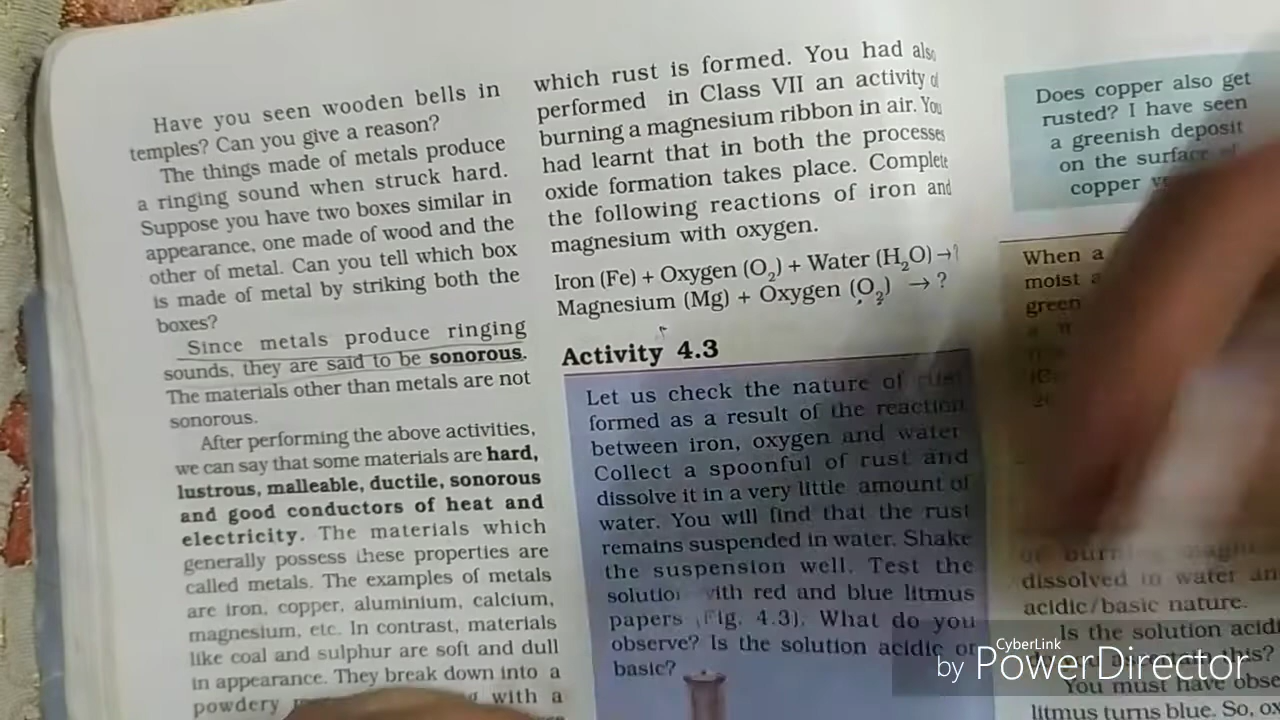 Have you seen wooden bells in
temples? Can you give a reason?
The things made of metals produce
a ringing sound when struck hard.
Suppose you have two boxes similar in
appearance, one made of wood and the
other of metal. Can you tell which box
is made of metal by striking both the
boxes?
Since metals produce ringing
sounds, they are said to be sonorous.
The materials other than metals are not
sonorous.
After performing the above activities,
we can say that some materials are hard,
lustrous, malleable, ductile, sonorous
and good conductors of heat and
electricity. The materials which
generally possess these properties are
called metals. The examples of metals
are iron, copper, aluminium, calcium,
magnesium, etc. In contrast, materials
like coal and sulphur are soft and dull
in appearance. They break down into a
powdery with a
which rust is formed. You had also
performed in Class VII an activity of
burning a magnesium ribbon in air. You
had learnt that in both the processes
oxide formation takes place. Complete
the following reactions of iron and
magnesium with oxygen.
Iron (Fe) + Oxygen (O₂) + Water (H₂O) → ?
Magnesium (Mg) + Oxygen (O₂) → ?
Activity 4.3
Let us check the nature of rust
formed as a result of the reaction
between iron, oxygen and water.
Collect a spoonful of rust and
dissolve it in a very little amount of
water. You will find that the rust
remains suspended in water. Shake
the suspension well. Test the
solution with red and blue litmus
papers (Fig. 4.3). What do you
observe? Is the solution acidic or
basic?
Does copper also get
rusted? I have seen
a greenish deposit
on the surface of
copper
When a
moist
green
of burning
dissolved in water
acidic/basic nature.
Is the solution
this?
You must have
litmus turns blue. So,
CyberLink
by PowerDirector